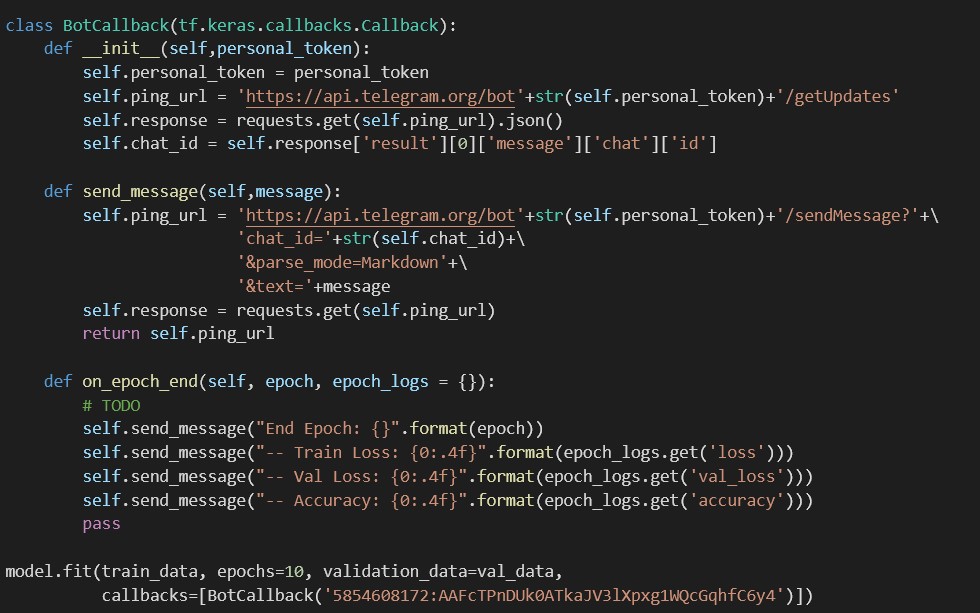 class BotCallback(tf.keras.callbacks.Callback):
    def __init__(self,personal_token):
        self.personal_token = personal_token
        self.ping_url = 'https://api.telegram.org/bot'+str(self.personal_token)+'/getUpdates'
        self.response = requests.get(self.ping_url).json()
        self.chat_id = self.response['result'][0]['message']['chat']['id']

    def send_message(self,message):
        self.ping_url = 'https://api.telegram.org/bot'+str(self.personal_token)+'/sendMessage?'+\
                        'chat_id='+str(self.chat_id)+\
                        '&parse_mode=Markdown'+\
                        '&text='+message
        self.response = requests.get(self.ping_url)
        return self.ping_url

    def on_epoch_end(self, epoch, epoch_logs = {}):
        # TODO
        self.send_message("End Epoch: {}".format(epoch))
        self.send_message("-- Train Loss: {0:.4f}".format(epoch_logs.get('loss')))
        self.send_message("-- Val Loss: {0:.4f}".format(epoch_logs.get('val_loss')))
        self.send_message("-- Accuracy: {0:.4f}".format(epoch_logs.get('accuracy')))
        pass

model.fit(train_data, epochs=10, validation_data=val_data,
          callbacks=[BotCallback('5854608172:AAFcTPnDUk0ATkaJV3lXpxg1WQcGqhfC6y4')])